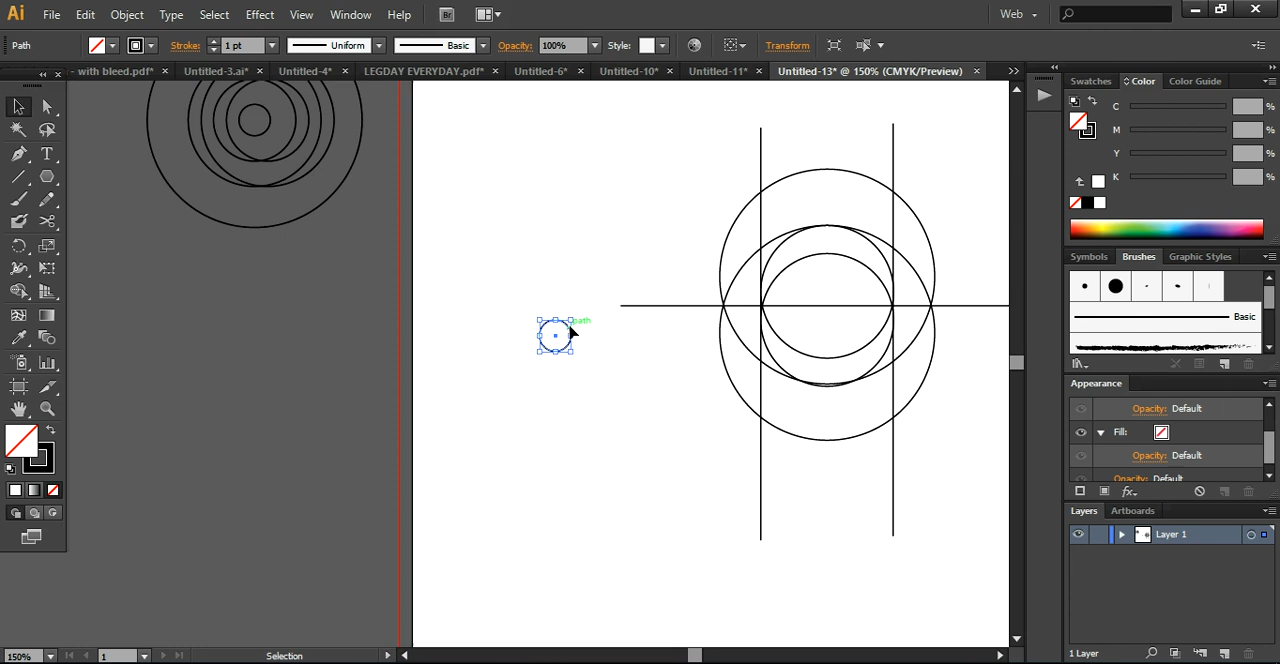 Ai File Edit Object Type Select Effect View Window Help Br Web
Path Stroke: 1 pt Uniform Basic Opacity: 100% Style: Transform
- with bleed.pdf* × Untitled-3.ai* × Untitled-4* × LEGDAY EVERYDAY.pdf* × Untitled-6* × Untitled-10* × Untitled-11* × Untitled-13* @ 150% (CMYK/Preview) ×
Swatches Color Color Guide
C %
M %
Y %
K %
Symbols Brushes Graphic Styles
Basic
path
Appearance
Opacity: Default
Fill:
Opacity: Default
Opacity: Default
fx
Layers Artboards
Layer 1
150% 1 Selection
1 Layer